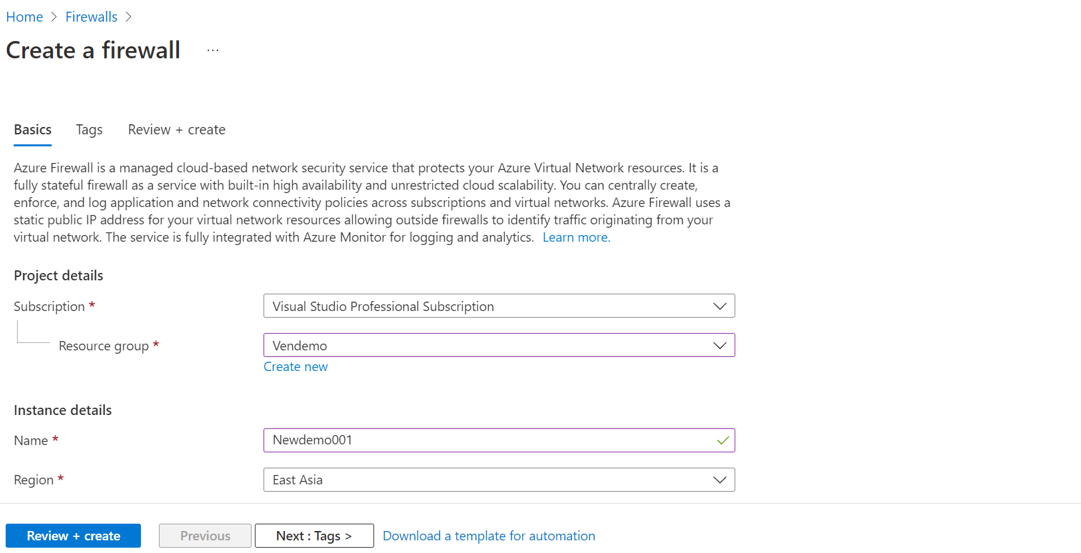 Home > Firewalls >
Create a firewall ...
Basics Tags Review + create
Azure Firewall is a managed cloud-based network security service that protects your Azure Virtual Network resources. It is a
fully stateful firewall as a service with built-in high availability and unrestricted cloud scalability. You can centrally create,
enforce, and log application and network connectivity policies across subscriptions and virtual networks. Azure Firewall uses a
static public IP address for your virtual network resources allowing outside firewalls to identify traffic originating from your
virtual network. The service is fully integrated with Azure Monitor for logging and analytics. Learn more.
Project details
Subscription * Visual Studio Professional Subscription
Resource group * Vendemo
Create new
Instance details
Name * Newdemo001
Region * East Asia
Review + create Previous Next : Tags > Download a template for automation